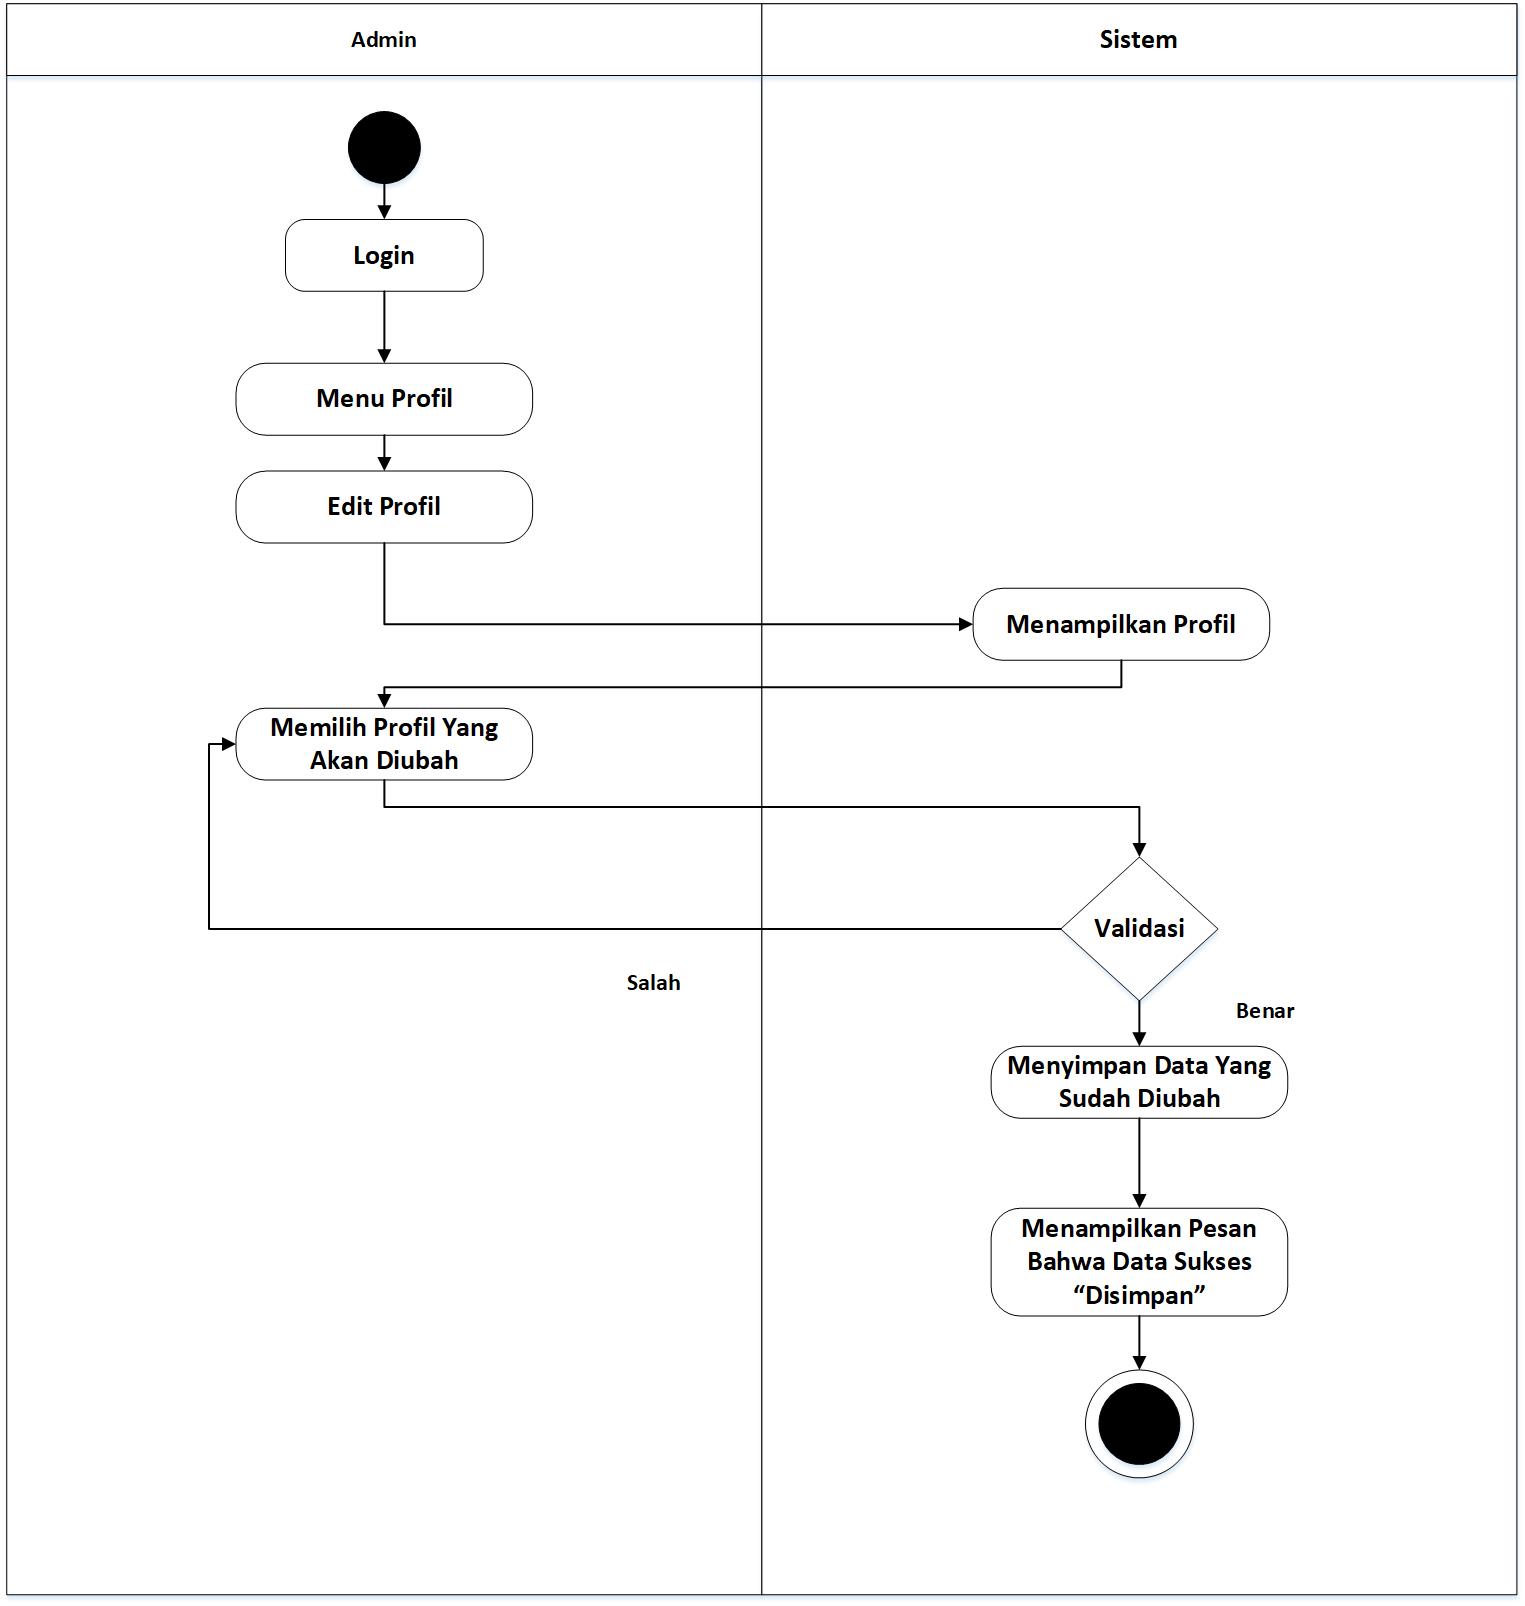 Admin
Sistem
Login
Menu Profil
Edit Profil
Menampilkan Profil
Memilih Profil Yang
Akan Diubah
Validasi
Salah
Benar
Menyimpan Data Yang
Sudah Diubah
Menampilkan Pesan
Bahwa Data Sukses
“Disimpan”